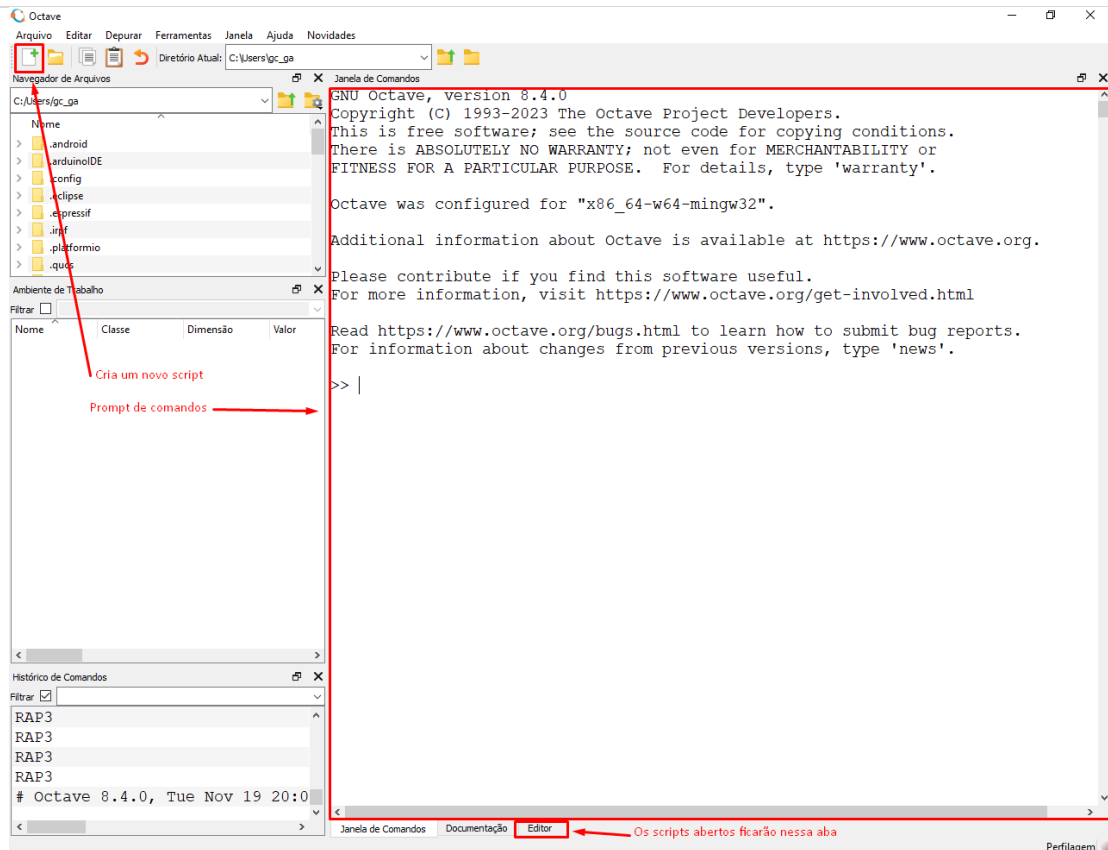 Octave
Arquivo Editar Depurar Ferramentas Janela Ajuda Novidades
Diretório Atual: C:\Users\gc_ga
Navegador de Arquivos
C:/Users/gc_ga
Nome
.android
.arduinoIDE
.config
.eclipse
.espressif
.irpf
.platformio
.qucs
Ambiente de Trabalho
Filtrar
Nome Classe Dimensão Valor
Cria um novo script
Prompt de comandos
Histórico de Comandos
Filtrar
RAP3
RAP3
RAP3
RAP3
# Octave 8.4.0, Tue Nov 19 20:0
Janela de Comandos
GNU Octave, version 8.4.0
Copyright (C) 1993-2023 The Octave Project Developers.
This is free software; see the source code for copying conditions.
There is ABSOLUTELY NO WARRANTY; not even for MERCHANTABILITY or
FITNESS FOR A PARTICULAR PURPOSE.  For details, type 'warranty'.
Octave was configured for "x86_64-w64-mingw32".
Additional information about Octave is available at https://www.octave.org.
Please contribute if you find this software useful.
For more information, visit https://www.octave.org/get-involved.html
Read https://www.octave.org/bugs.html to learn how to submit bug reports.
For information about changes from previous versions, type 'news'.
>>
Janela de Comandos Documentação Editor
Os scripts abertos ficarão nessa aba
Perfilagem